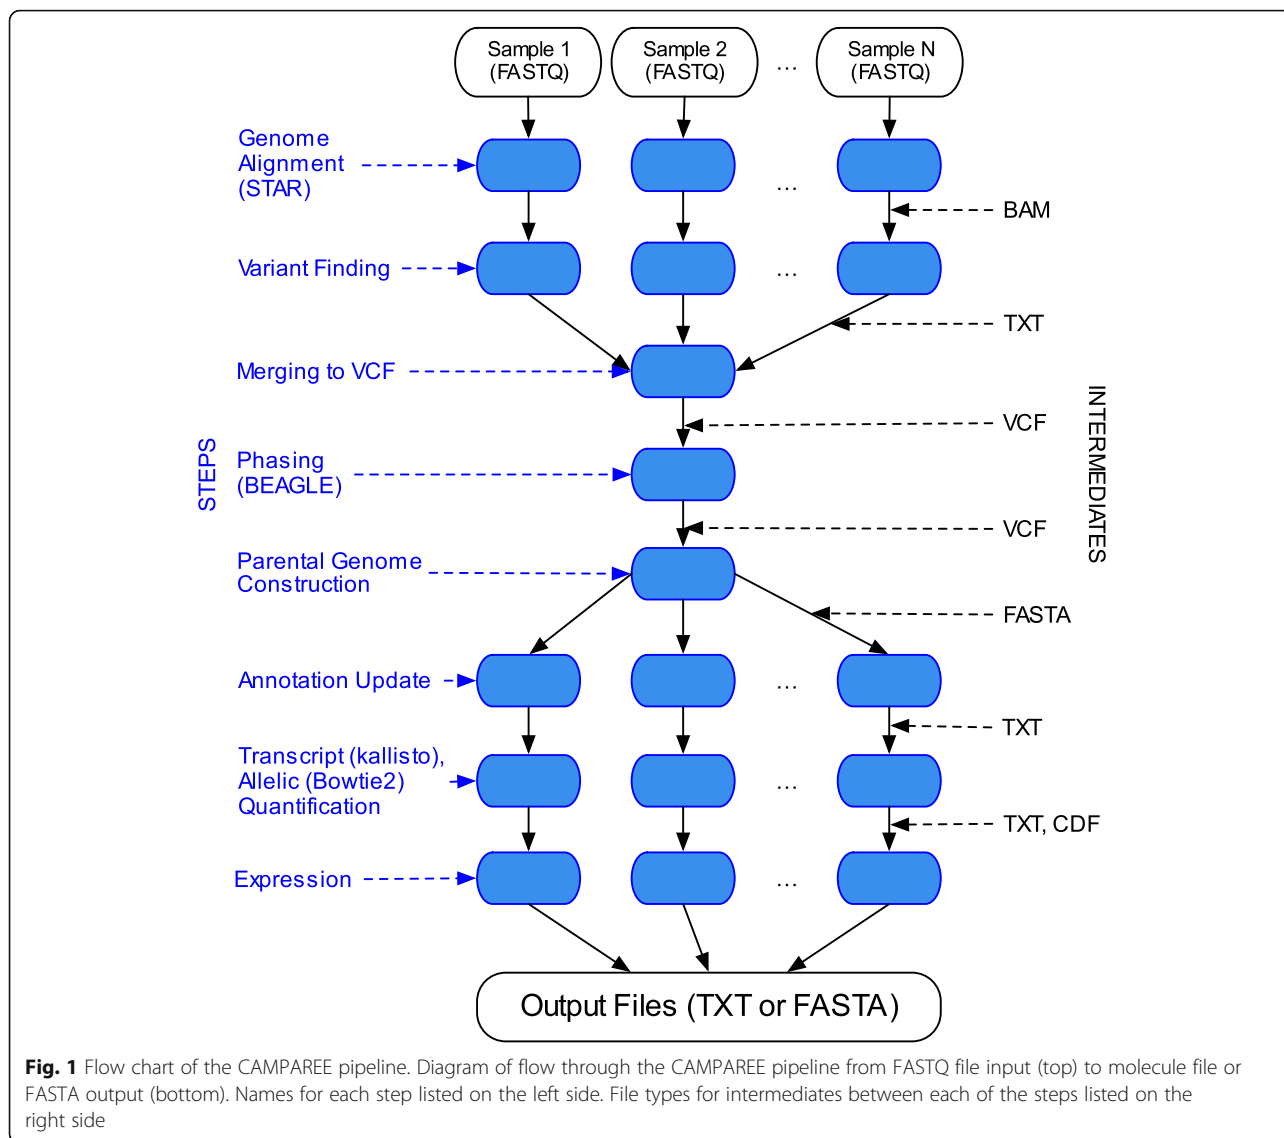 Sample 1
(FASTQ)
Sample 2
(FASTQ)
...
Sample N
(FASTQ)
Genome
Alignment
(STAR)
...
BAM
Variant Finding
...
TXT
Merging to VCF
VCF
STEPS
INTERMEDIATES
Phasing
(BEAGLE)
VCF
Parental Genome
Construction
FASTA
Annotation Update
...
TXT
Transcript (kallisto),
Allelic (Bowtie2)
Quantification
...
TXT, CDF
Expression
...
Output Files (TXT or FASTA)
Fig. 1 Flow chart of the CAMPAREE pipeline. Diagram of flow through the CAMPAREE pipeline from FASTQ file input (top) to molecule file or
FASTA output (bottom). Names for each step listed on the left side. File types for intermediates between each of the steps listed on the
right side